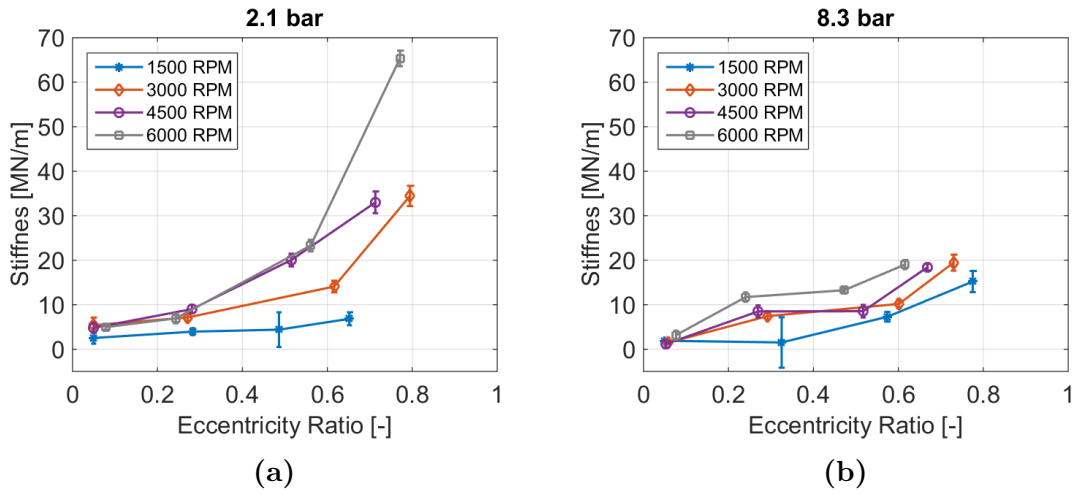 2.1 bar
70
60
50
40
30
20
10
0
Stiffnes [MN/m]
1500 RPM
3000 RPM
4500 RPM
6000 RPM
0
0.2
0.4
0.6
0.8
1
Eccentricity Ratio [-]
(a)
8.3 bar
70
60
50
40
30
20
10
0
Stiffnes [MN/m]
1500 RPM
3000 RPM
4500 RPM
6000 RPM
0
0.2
0.4
0.6
0.8
1
Eccentricity Ratio [-]
(b)